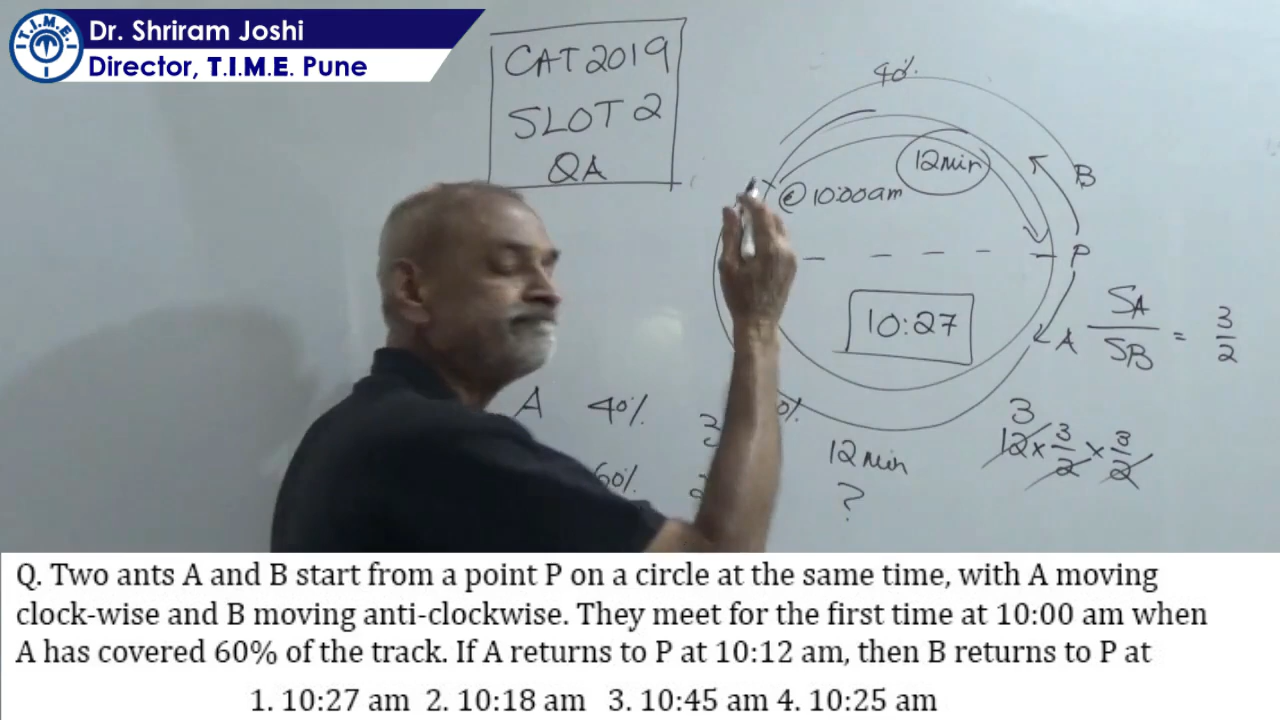 T.I.M.E.
Dr. Shriram Joshi
Director, T.I.M.E. Pune
CAT 2019
SLOT 2
QA
40%
12 min
B
@ 10:00am
P
10:27
A
SA/SB = 3/2
A 40% 3
60%
12 min
?
3
12 x 3/2 x 3/2
Q. Two ants A and B start from a point P on a circle at the same time, with A moving
clock-wise and B moving anti-clockwise. They meet for the first time at 10:00 am when
A has covered 60% of the track. If A returns to P at 10:12 am, then B returns to P at
1. 10:27 am 2. 10:18 am 3. 10:45 am 4. 10:25 am